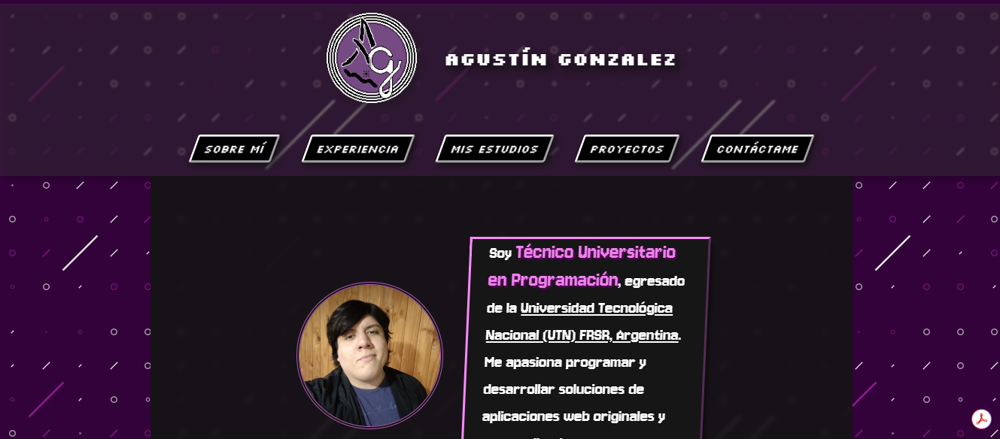 Ag
AGUSTÍN GONZALEZ
SOBRE MÍ
EXPERIENCIA
MIS ESTUDIOS
PROYECTOS
CONTÁCTAME
Soy Técnico Universitario
en Programación, egresado
de la Universidad Tecnológica
Nacional (UTN) FRSR, Argentina.
Me apasiona programar y
desarrollar soluciones de
aplicaciones web originales y